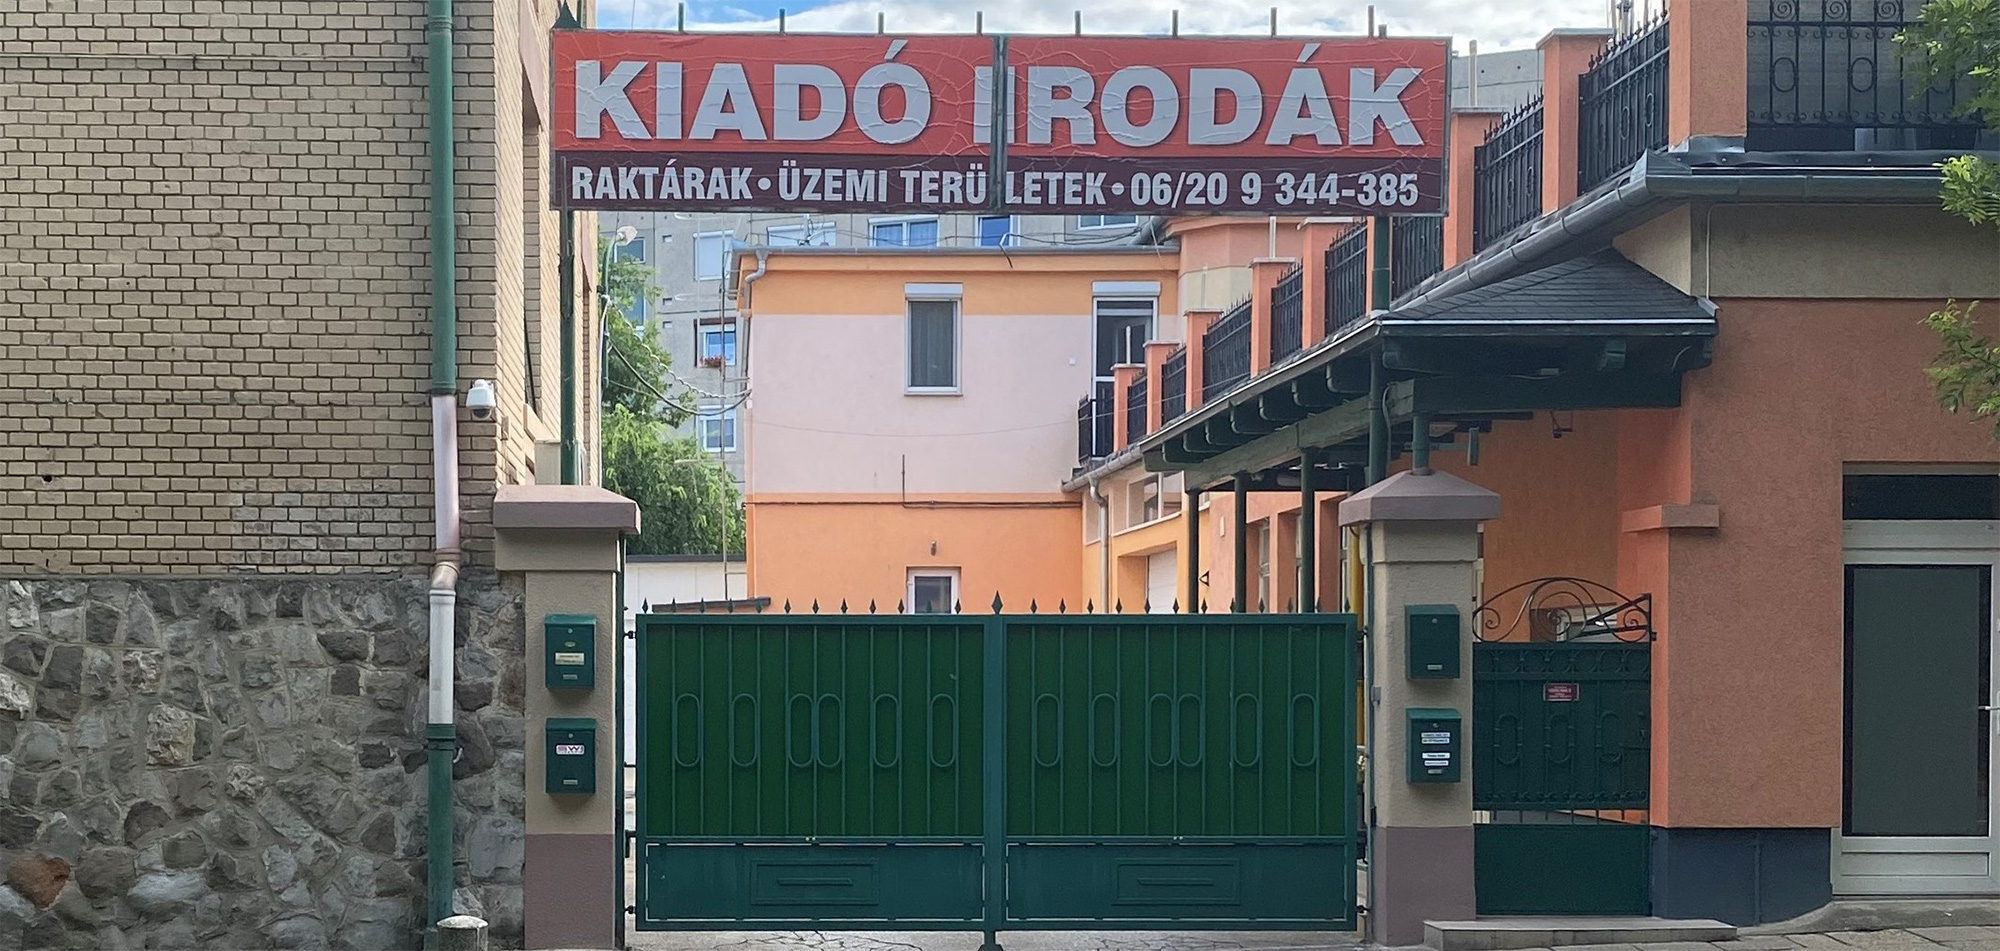 KIADÓ IRODÁK
RAKTÁRAK • ÜZEMI TERÜLETEK • 06/20 9 344-385